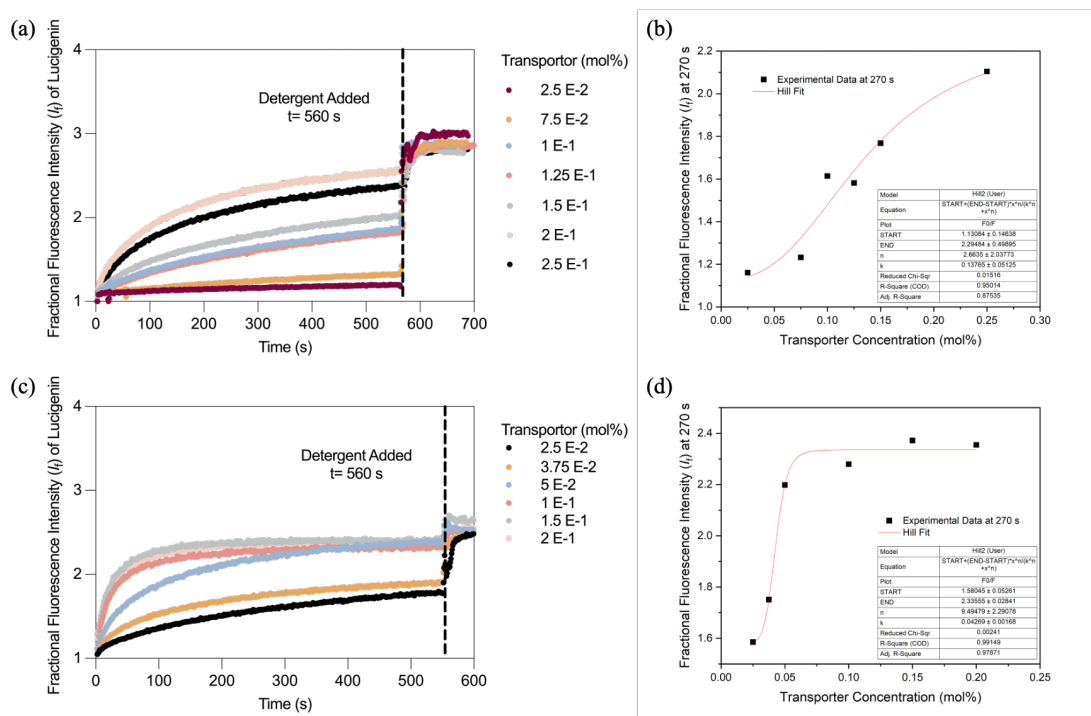 (a)
Fractional Fluorescence Intensity (If) of Lucigenin
4
3
2
1
0
100
200
300
400
500
600
700
Time (s)
Detergent Added
t= 560 s
Transportor (mol%)
2.5 E-2
7.5 E-2
1 E-1
1.25 E-1
1.5 E-1
2 E-1
2.5 E-1
(b)
Fractional Fluorescence Intensity (If) at 270 s
2.2
2.0
1.8
1.6
1.4
1.2
1.0
0.00
0.05
0.10
0.15
0.20
0.25
0.30
Transporter Concentration (mol%)
Experimental Data at 270 s
Hill Fit
Model Hill2 (User)
Equation START+(END-START)*x^n/(k^n
+x^n)
Plot F0/F
START 1.13084 ± 0.14638
END 2.29484 ± 0.49895
n 2.6635 ± 2.03773
k 0.13765 ± 0.05125
Reduced Chi-Sqr 0.01516
R-Square (COD) 0.95014
Adj. R-Square 0.87535
(c)
Fractional Fluorescence Intensity (If) of Lucigenin
4
3
2
1
0
100
200
300
400
500
600
Time (s)
Detergent Added
t= 560 s
Transportor (mol%)
2.5 E-2
3.75 E-2
5 E-2
1 E-1
1.5 E-1
2 E-1
(d)
Fractional Fluorescence Intensity (If) at 270 s
2.4
2.2
2.0
1.8
1.6
0.00
0.05
0.10
0.15
0.20
Transporter Concentration (mol%)
Experimental Data at 270 s
Hill Fit
Model Hill2 (User)
Equation START+(END-START)*x^n/(k^n
+x^n)
Plot F0/F
START 1.58045 ± 0.05261
END 2.33555 ± 0.02841
n 9.49479 ± 2.29078
k 0.04269 ± 0.00168
Reduced Chi-Sqr 0.00241
R-Square (COD) 0.99149
Adj. R-Square 0.97871